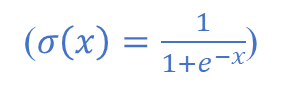 (σ(x) = 1/(1+e^{-x}))